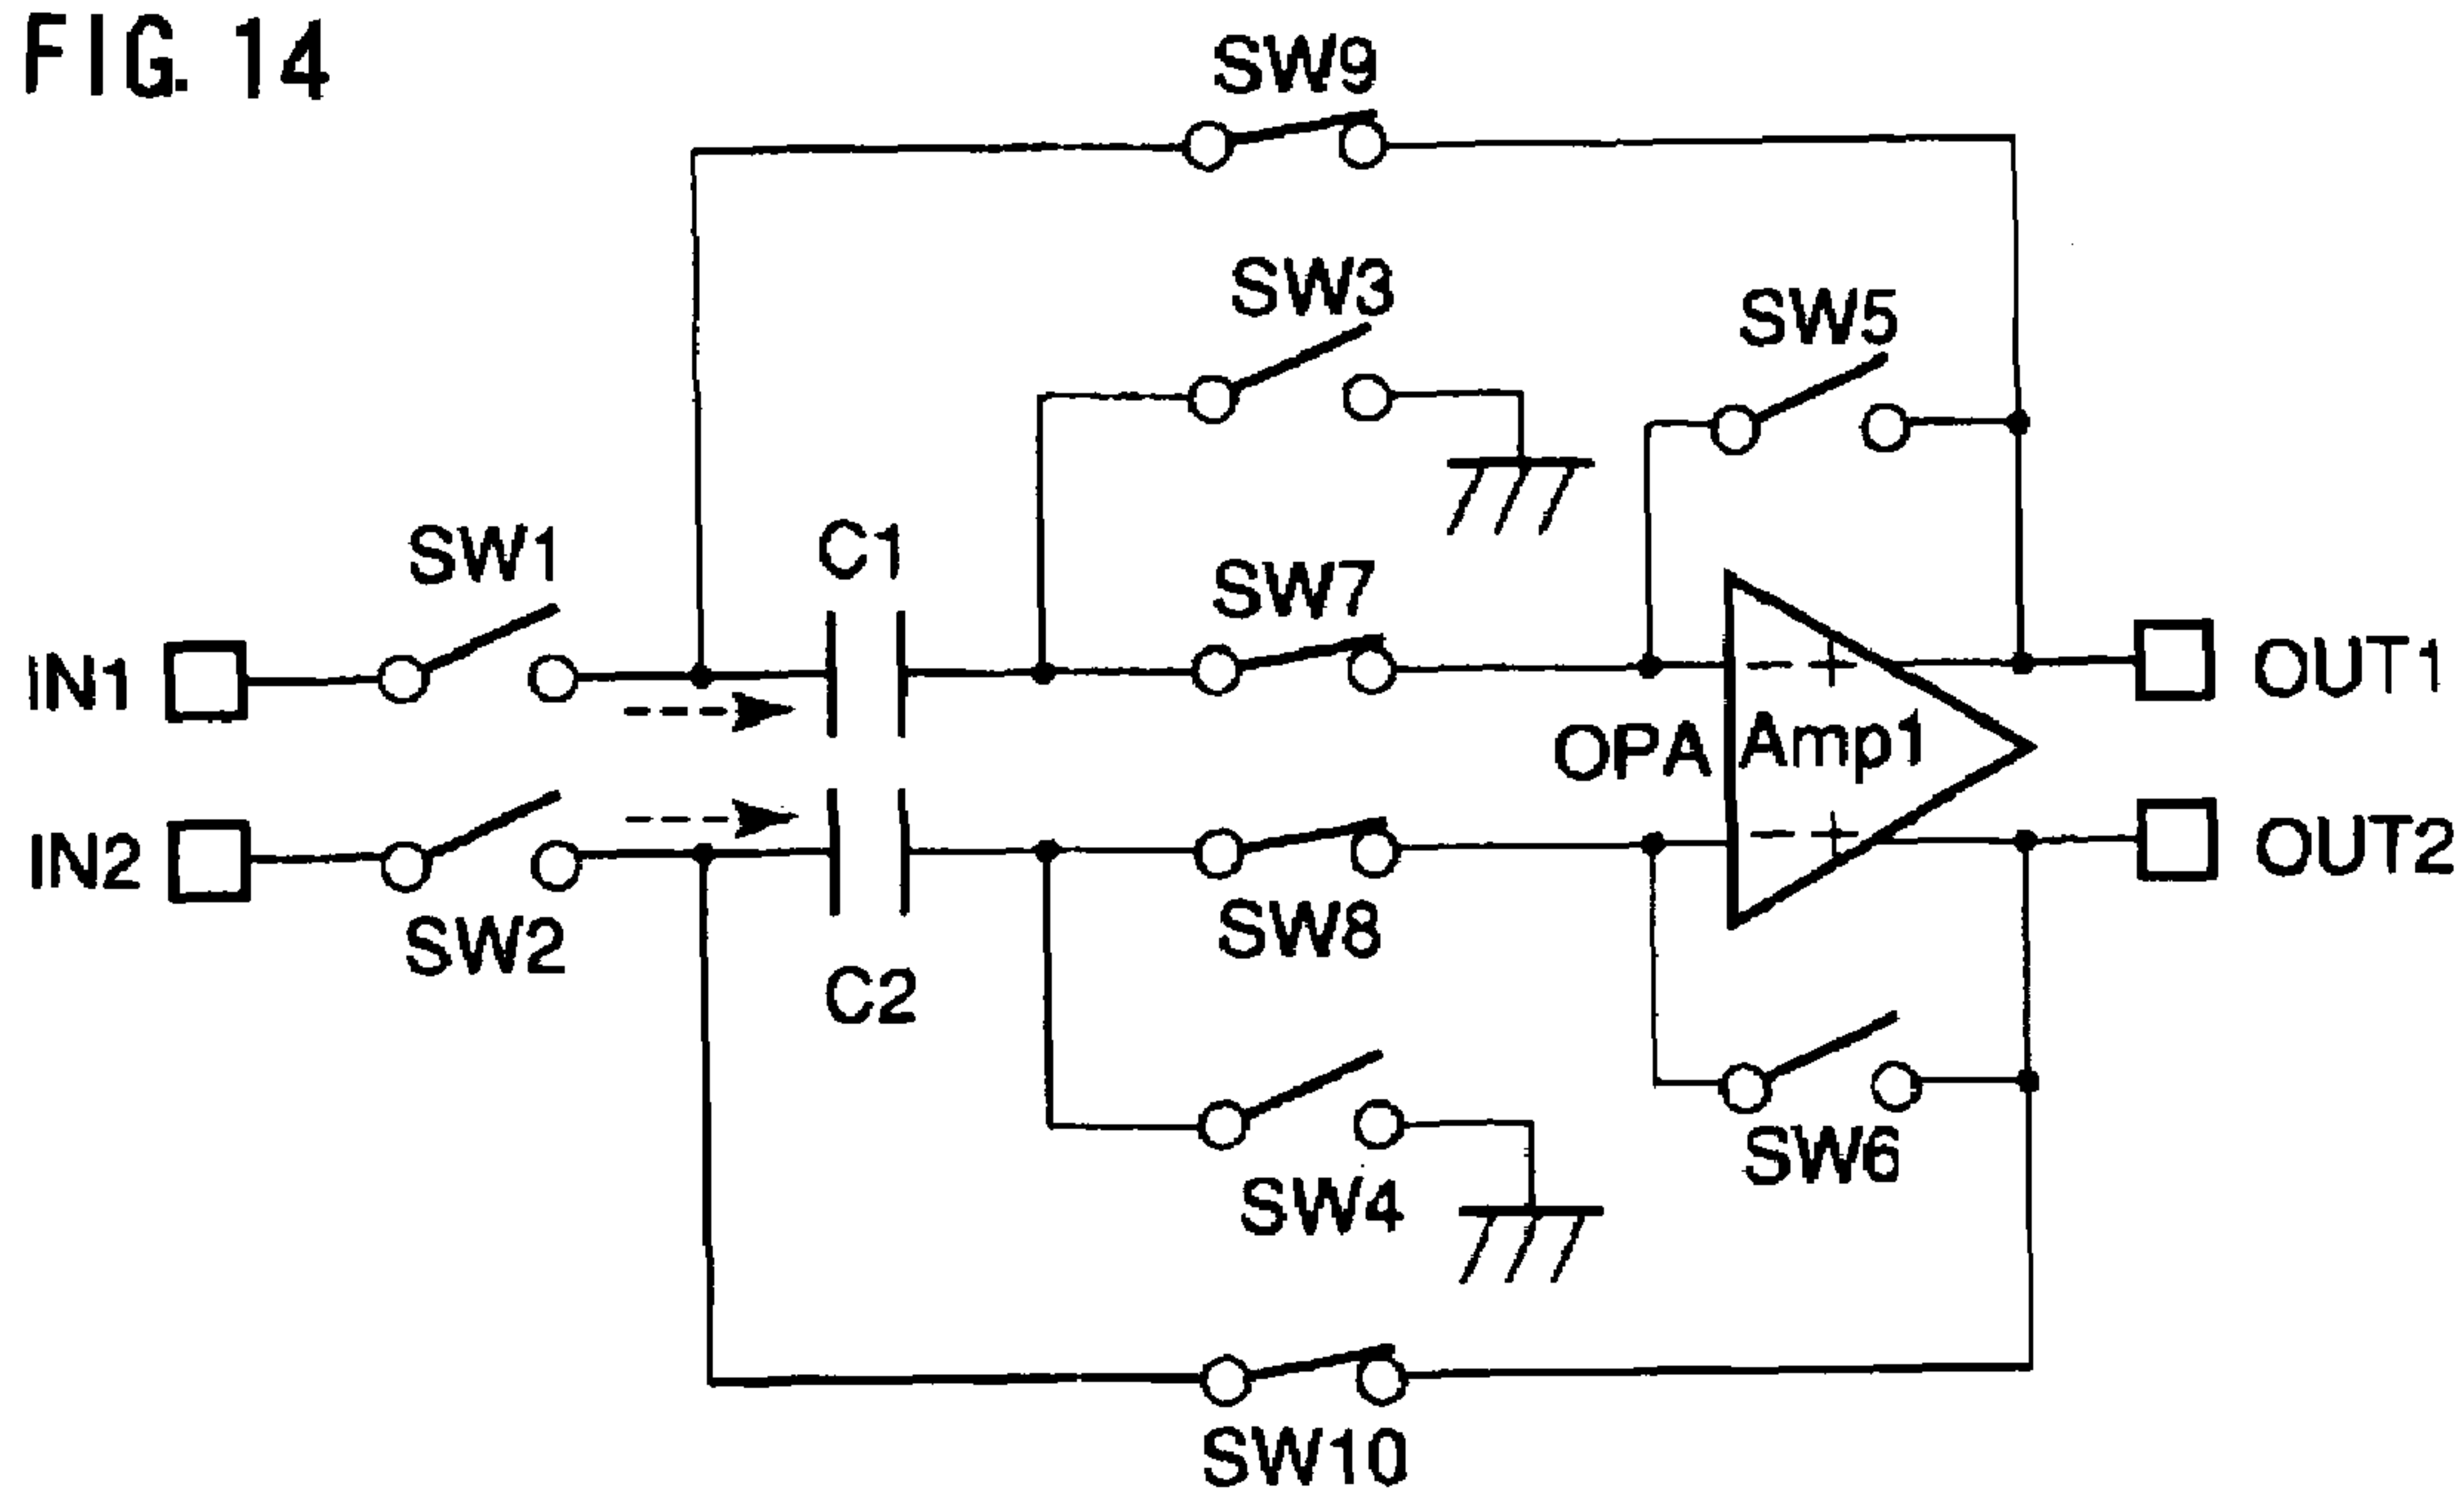 FIG. 14
SW9
SW3
SW5
SW1
C1
SW7
IN1
- +
OUT1
OPA
Amp1
IN2
- +
OUT2
SW2
SW8
C2
SW4
SW6
SW10